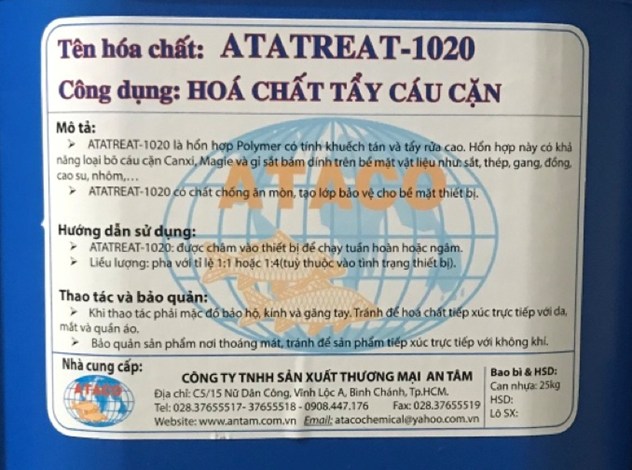 Tên hóa chất: ATATREAT-1020
Công dụng: HOÁ CHẤT TẨY CÁU CẶN
Mô tả:
➤ ATATREAT-1020 là hỗn hợp Polymer có tính khuếch tán và tẩy rửa cao. Hỗn hợp này có khả
năng loại bỏ cáu cặn Canxi, Magie và gỉ sắt bám dính trên bề mặt vật liệu như: sắt, thép, gang, đồng,
cao su, nhôm,...
➤ ATATREAT-1020 có chất chống ăn mòn, tạo lớp bảo vệ cho bề mặt thiết bị.
ATACO
Hướng dẫn sử dụng:
➤ ATATREAT-1020: được châm vào thiết bị để chạy tuần hoàn hoặc ngâm.
➤ Liều lượng: pha với tỉ lệ 1:1 hoặc 1:4(tuỳ thuộc vào tình trạng thiết bị).
Thao tác và bảo quản:
➤ Khi thao tác phải mặc đồ bảo hộ, kính và găng tay. Tránh để hoá chất tiếp xúc trực tiếp với da,
mắt và quần áo.
➤ Bảo quản sản phẩm nơi thoáng mát, tránh để sản phẩm tiếp xúc trực tiếp với không khí.
Nhà cung cấp:
ATACO
CÔNG TY TNHH SẢN XUẤT THƯƠNG MẠI AN TÂM
Địa chỉ: C5/15 Nữ Dân Công, Vĩnh Lộc A, Bình Chánh, Tp.HCM.
Tel: 028.37655517- 37655518 - 0908.447.176 Fax: 028.37655519
Website: www.antam.com.vn Email: atacochemical@yahoo.com.vn
Bao bì & HSD:
Can nhựa: 25kg
HSD:
Lô SX: